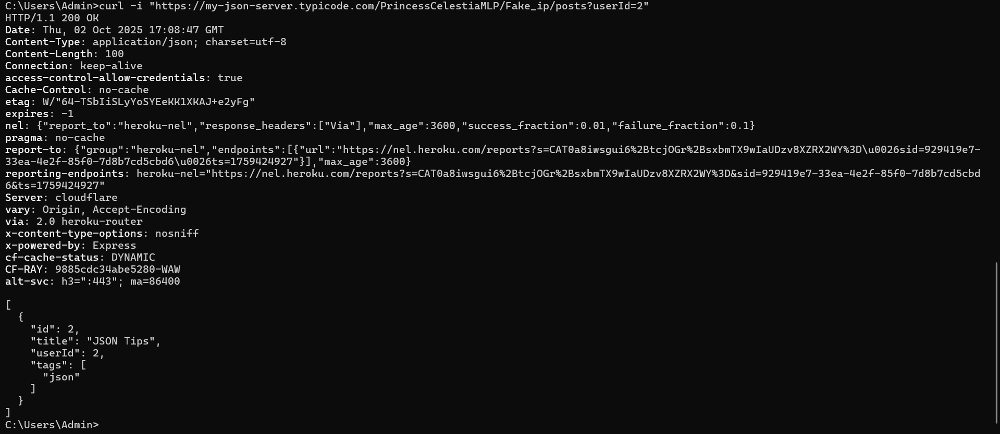 C:\Users\Admin>curl -i "https://my-json-server.typicode.com/PrincessCelestiaMLP/Fake_ip/posts?userId=2"
HTTP/1.1 200 OK
Date: Thu, 02 Oct 2025 17:08:47 GMT
Content-Type: application/json; charset=utf-8
Content-Length: 100
Connection: keep-alive
access-control-allow-credentials: true
Cache-Control: no-cache
etag: W/"64-TSbIiSLyYoSYEeKK1XKAJ+e2yFg"
expires: -1
nel: {"report_to":"heroku-nel","response_headers":["Via"],"max_age":3600,"success_fraction":0.01,"failure_fraction":0.1}
pragma: no-cache
report-to: {"group":"heroku-nel","endpoints":[{"url":"https://nel.heroku.com/reports?s=CAT0a8iwsgui6%2BtcjOGr%2BsxbmTX9wIaUDzv8XZRX2WY%3D\u0026sid=929419e7-
33ea-4e2f-85f0-7d8b7cd5cbd6\u0026ts=1759424927"}],"max_age":3600}
reporting-endpoints: heroku-nel="https://nel.heroku.com/reports?s=CAT0a8iwsgui6%2BtcjOGr%2BsxbmTX9wIaUDzv8XZRX2WY%3D&sid=929419e7-33ea-4e2f-85f0-7d8b7cd5cbd
6&ts=1759424927"
Server: cloudflare
vary: Origin, Accept-Encoding
via: 2.0 heroku-router
x-content-type-options: nosniff
x-powered-by: Express
cf-cache-status: DYNAMIC
CF-RAY: 9885cdc34abe5280-WAW
alt-svc: h3=":443"; ma=86400

[
  {
    "id": 2,
    "title": "JSON Tips",
    "userId": 2,
    "tags": [
      "json"
    ]
  }
]
C:\Users\Admin>